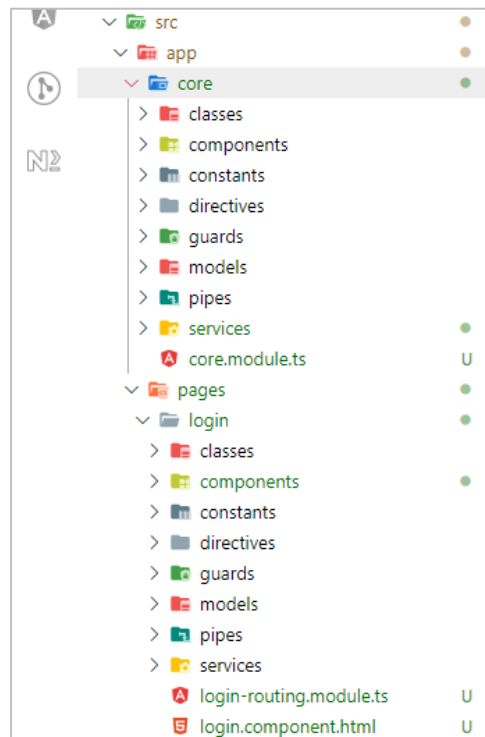 src
app
core
classes
components
constants
directives
guards
models
pipes
services
core.module.ts U
pages
login
classes
components
constants
directives
guards
models
pipes
services
login-routing.module.ts U
login.component.html U